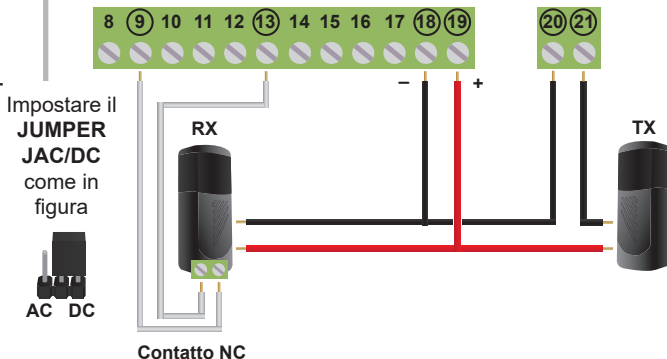 8 9 10 11 12 13 14 15 16 17 18 19 20 21
– +
Impostare il
JUMPER
JAC/DC
come in
figura
AC DC
RX
TX
Contatto NC